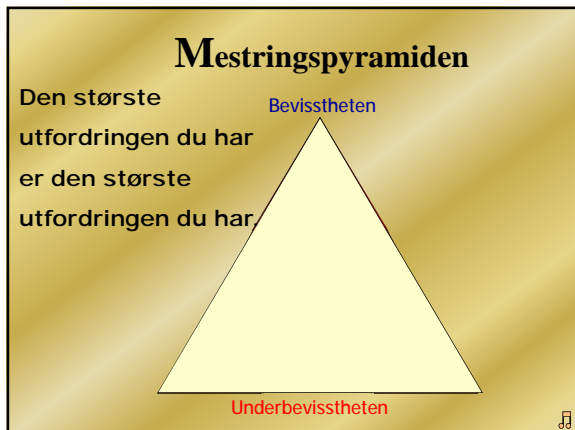 Mestringspyramiden
Den største
utfordringen du har
er den største
utfordringen du har.
Bevisstheten
Underbevisstheten